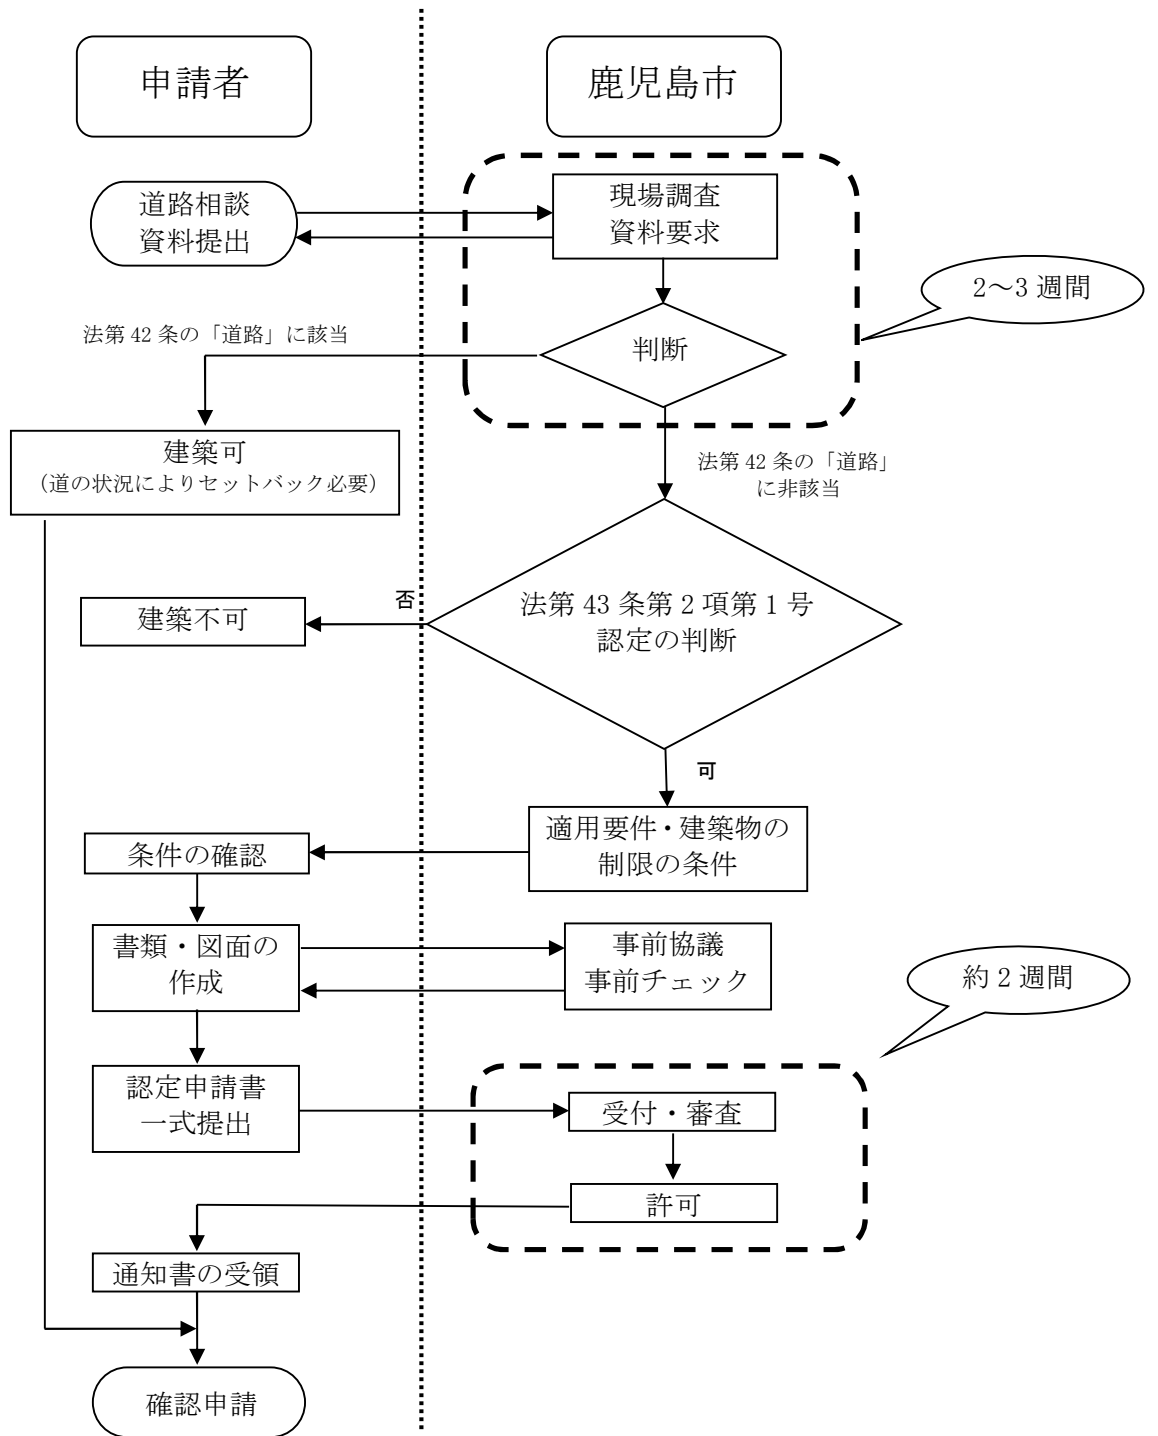 申請者
鹿児島市
道路相談
資料提出
現場調査
資料要求
2～3 週間
法第 42 条の「道路」に該当
判断
建築可
（道の状況によりセットバック必要）
法第 42 条の「道路」
に非該当
否
建築不可
法第 43 条第 2 項第 1 号
認定の判断
可
適用要件・建築物の
制限の条件
条件の確認
書類・図面の
作成
事前協議
事前チェック
約 2 週間
認定申請書
一式提出
受付・審査
許可
通知書の受領
確認申請